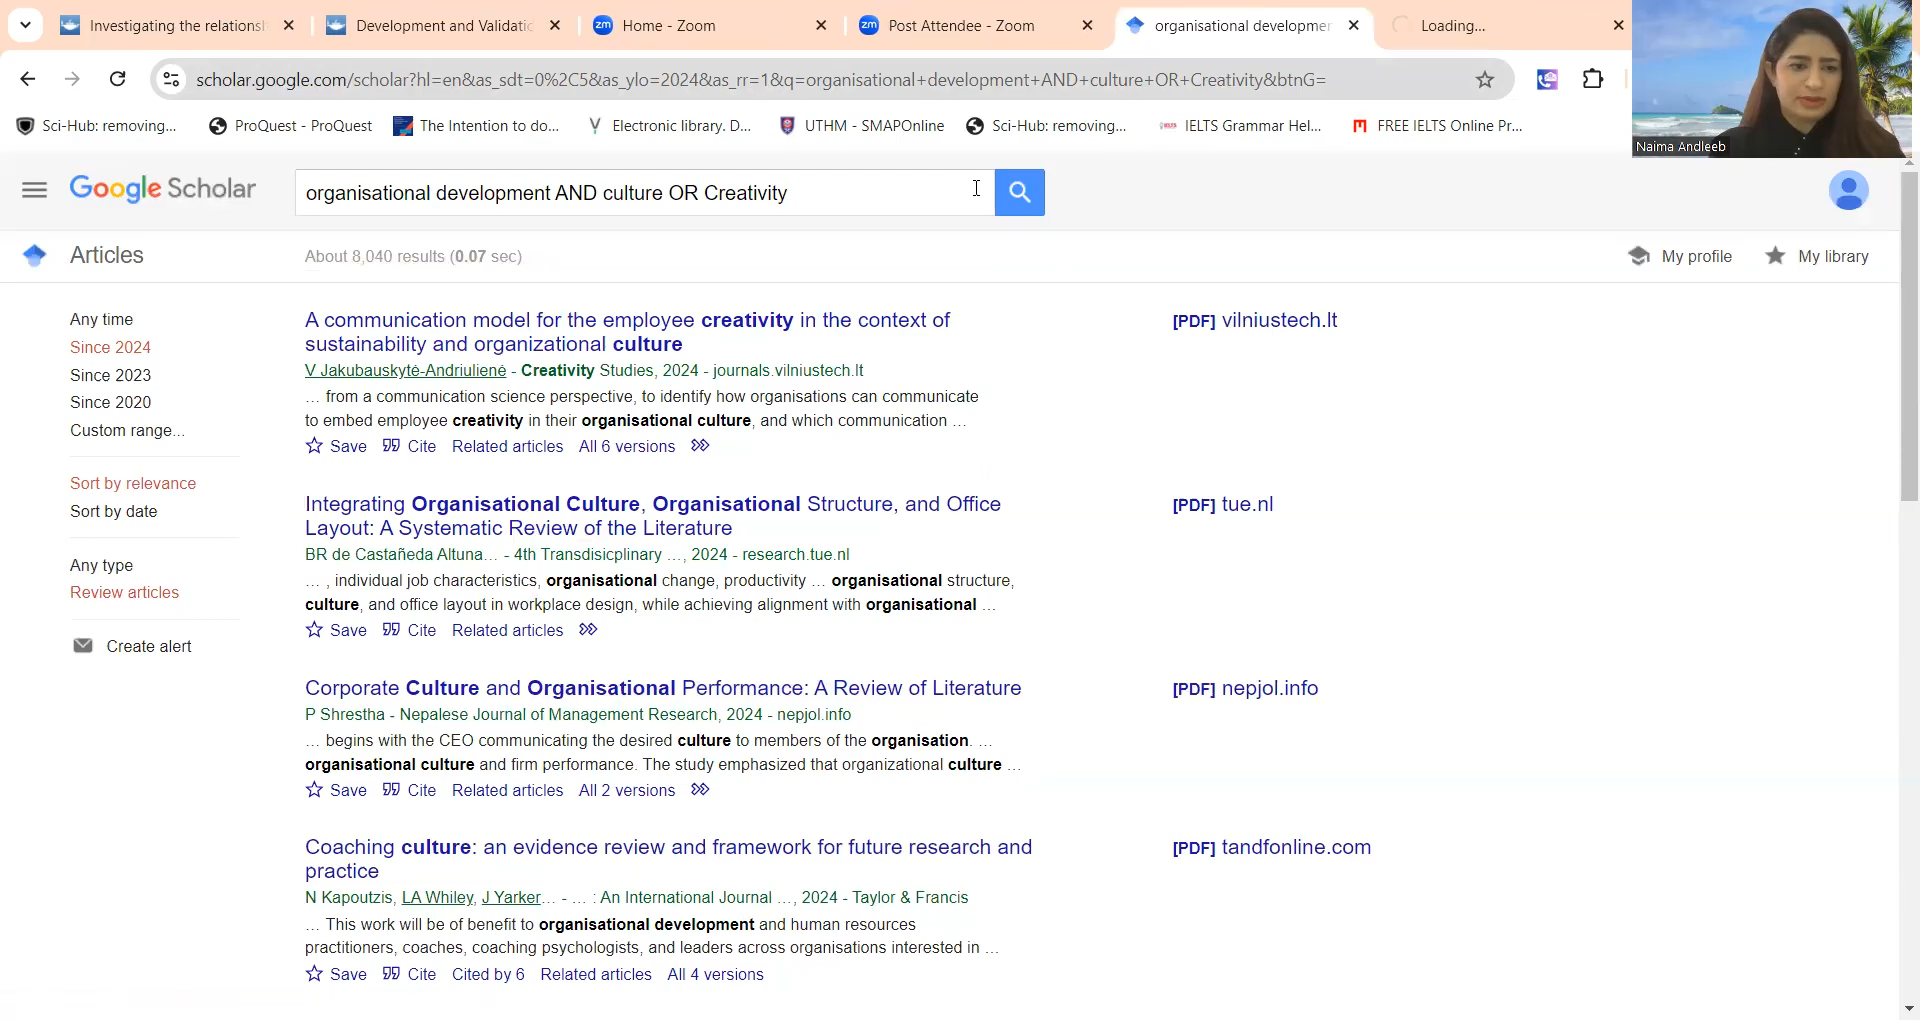 Investigating the relationsh
Development and Validatio
zm Home - Zoom
zm Post Attendee - Zoom
organisational developmen
Loading...
scholar.google.com/scholar?hl=en&as_sdt=0%2C5&as_ylo=2024&as_rr=1&q=organisational+development+AND+culture+OR+Creativity&btnG=
Sci-Hub: removing...
ProQuest - ProQuest
The Intention to do...
Electronic library. D...
UTHM - SMAPOnline
Sci-Hub: removing...
IELTS Grammar Hel...
FREE IELTS Online Pr...
Naima Andleeb
Google Scholar
organisational development AND culture OR Creativity
Articles
About 8,040 results (0.07 sec)
My profile
My library
Any time
Since 2024
Since 2023
Since 2020
Custom range...
Sort by relevance
Sort by date
Any type
Review articles
Create alert
A communication model for the employee creativity in the context of
sustainability and organizational culture
V Jakubauskytė-Andriulienė - Creativity Studies, 2024 - journals.vilniustech.lt
... from a communication science perspective, to identify how organisations can communicate
to embed employee creativity in their organisational culture, and which communication ...
Save Cite Related articles All 6 versions
[PDF] vilniustech.lt
Integrating Organisational Culture, Organisational Structure, and Office
Layout: A Systematic Review of the Literature
BR de Castañeda Altuna... - 4th Transdisicplinary ..., 2024 - research.tue.nl
... , individual job characteristics, organisational change, productivity ... organisational structure,
culture, and office layout in workplace design, while achieving alignment with organisational ...
Save Cite Related articles
[PDF] tue.nl
Corporate Culture and Organisational Performance: A Review of Literature
P Shrestha - Nepalese Journal of Management Research, 2024 - nepjol.info
... begins with the CEO communicating the desired culture to members of the organisation. ...
organisational culture and firm performance. The study emphasized that organizational culture ...
Save Cite Related articles All 2 versions
[PDF] nepjol.info
Coaching culture: an evidence review and framework for future research and
practice
N Kapoutzis, LA Whiley, J Yarker... - ... : An International Journal ..., 2024 - Taylor & Francis
... This work will be of benefit to organisational development and human resources
practitioners, coaches, coaching psychologists, and leaders across organisations interested in ...
Save Cite Cited by 6 Related articles All 4 versions
[PDF] tandfonline.com